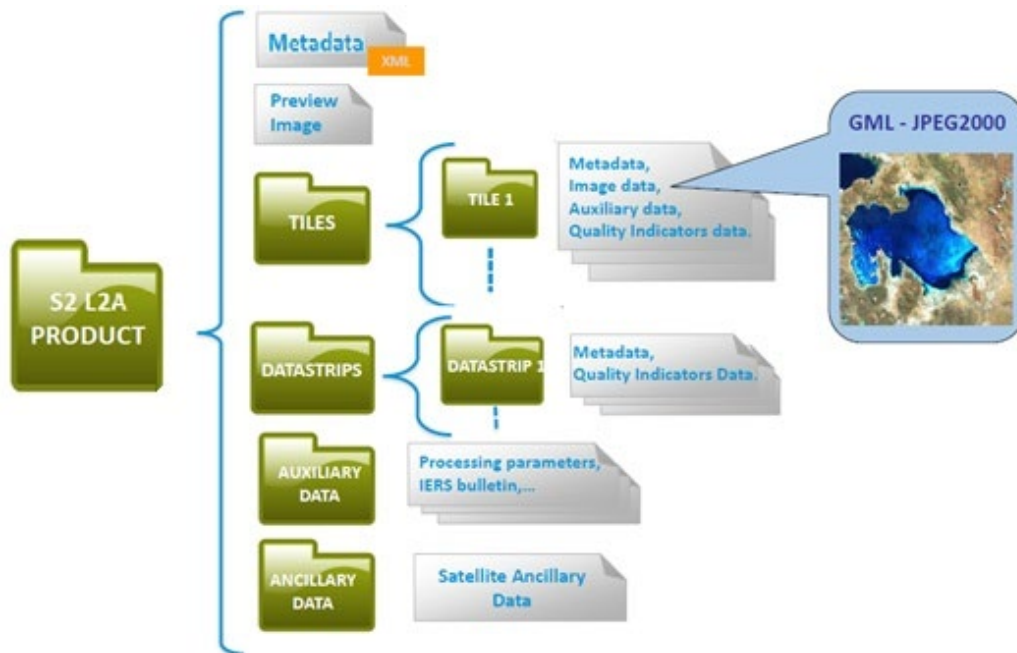 Metadata
XML
Preview
Image
GML - JPEG2000
TILES
TILE 1
Metadata,
Image data,
Auxiliary data,
Quality Indicators data.
S2 L2A
PRODUCT
DATASTRIPS
DATASTRIP 1
Metadata,
Quality Indicators Data.
AUXILIARY
DATA
Processing parameters,
IERS bulletin,...
ANCILLARY
DATA
Satellite Ancillary
Data